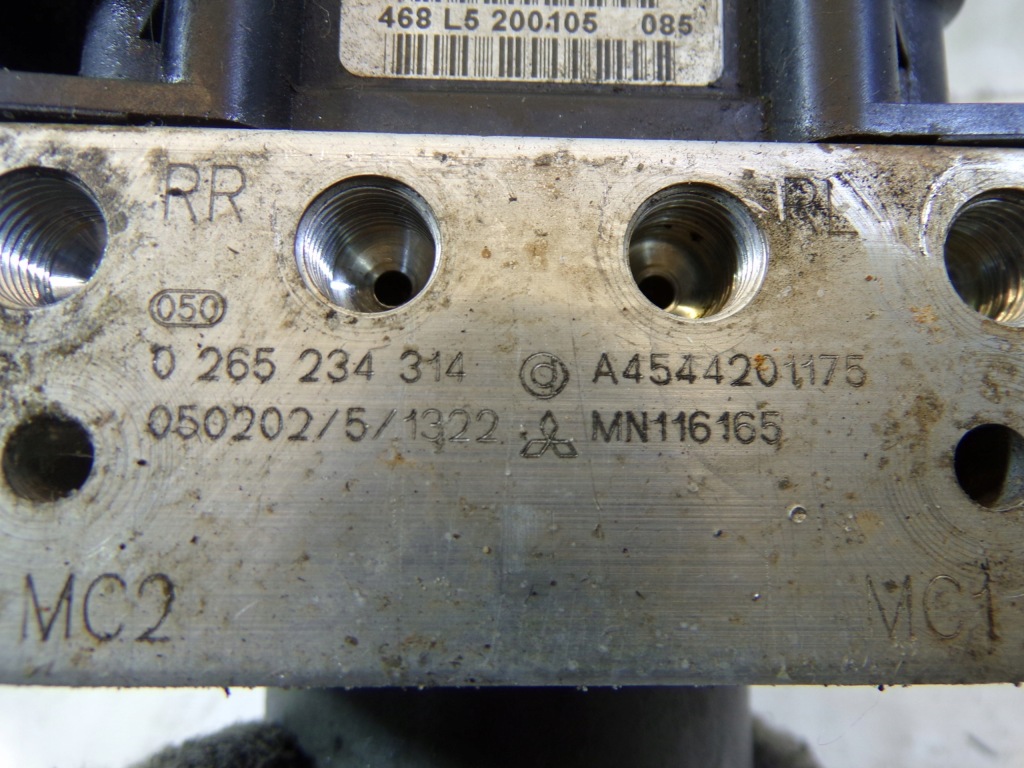 468 L5 200105 085
RR RL
050
0 265 234 314 d A4544201175
050202/5/1322 MN116165
MC2 MC1